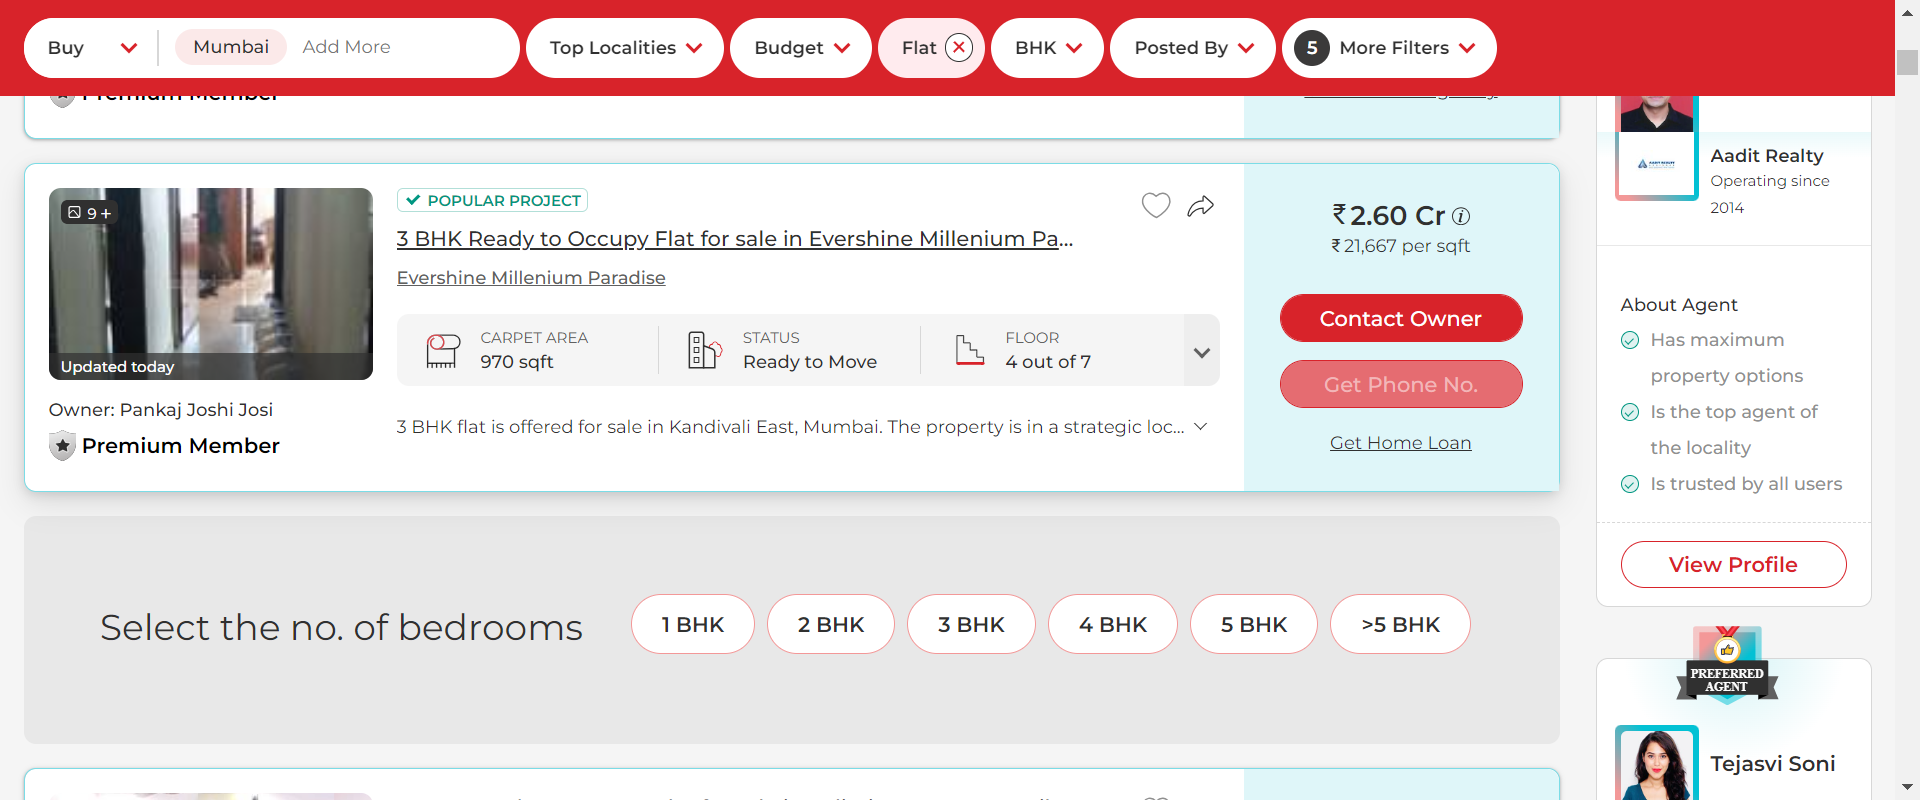 Buy
Mumbai
Add More
Top Localities
Budget
Flat
BHK
Posted By
5
More Filters
Premium Member
9+
Updated today
Owner: Pankaj Joshi Josi
Premium Member
POPULAR PROJECT
3 BHK Ready to Occupy Flat for sale in Evershine Millenium Pa...
Evershine Millenium Paradise
CARPET AREA
970 sqft
STATUS
Ready to Move
FLOOR
4 out of 7
3 BHK flat is offered for sale in Kandivali East, Mumbai. The property is in a strategic loc...
₹2.60 Cr
₹21,667 per sqft
Contact Owner
Get Phone No.
Get Home Loan
Select the no. of bedrooms
1 BHK
2 BHK
3 BHK
4 BHK
5 BHK
>5 BHK
AADIT REALTY
Aadit Realty
Operating since
2014
About Agent
Has maximum
property options
Is the top agent of
the locality
Is trusted by all users
View Profile
PREFERRED
AGENT
Tejasvi Soni